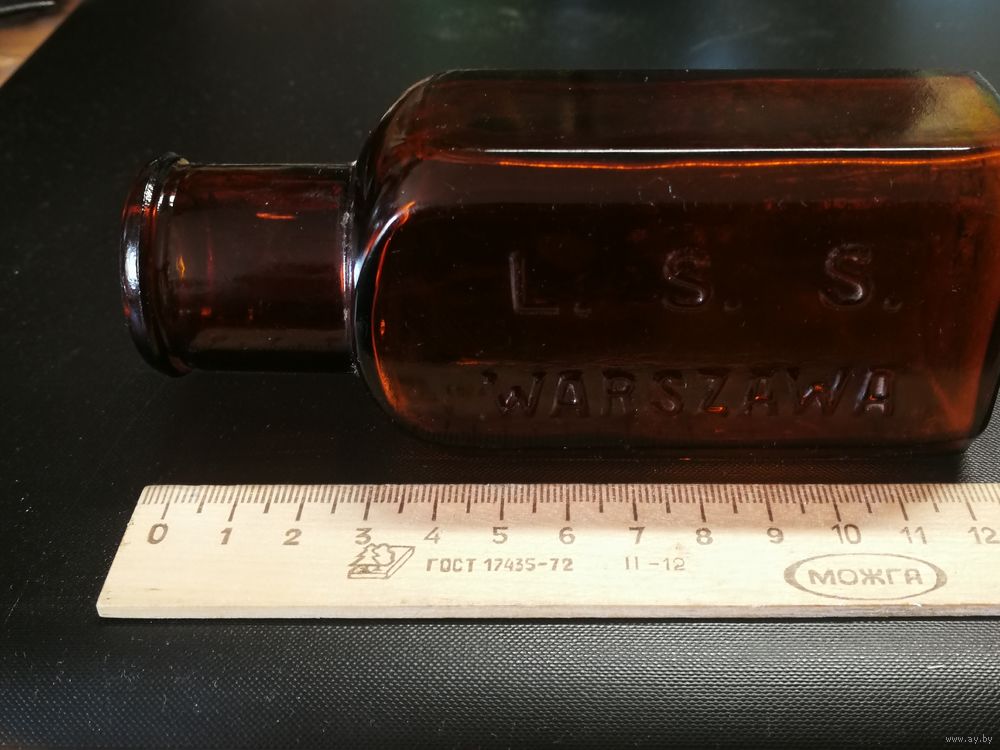 L. S. S.
WARSZAWA
0 1 2 3 4 5 6 7 8 9 10 11 12
ГОСТ 17435-72 II-12
МОЖГА
www.ay.by